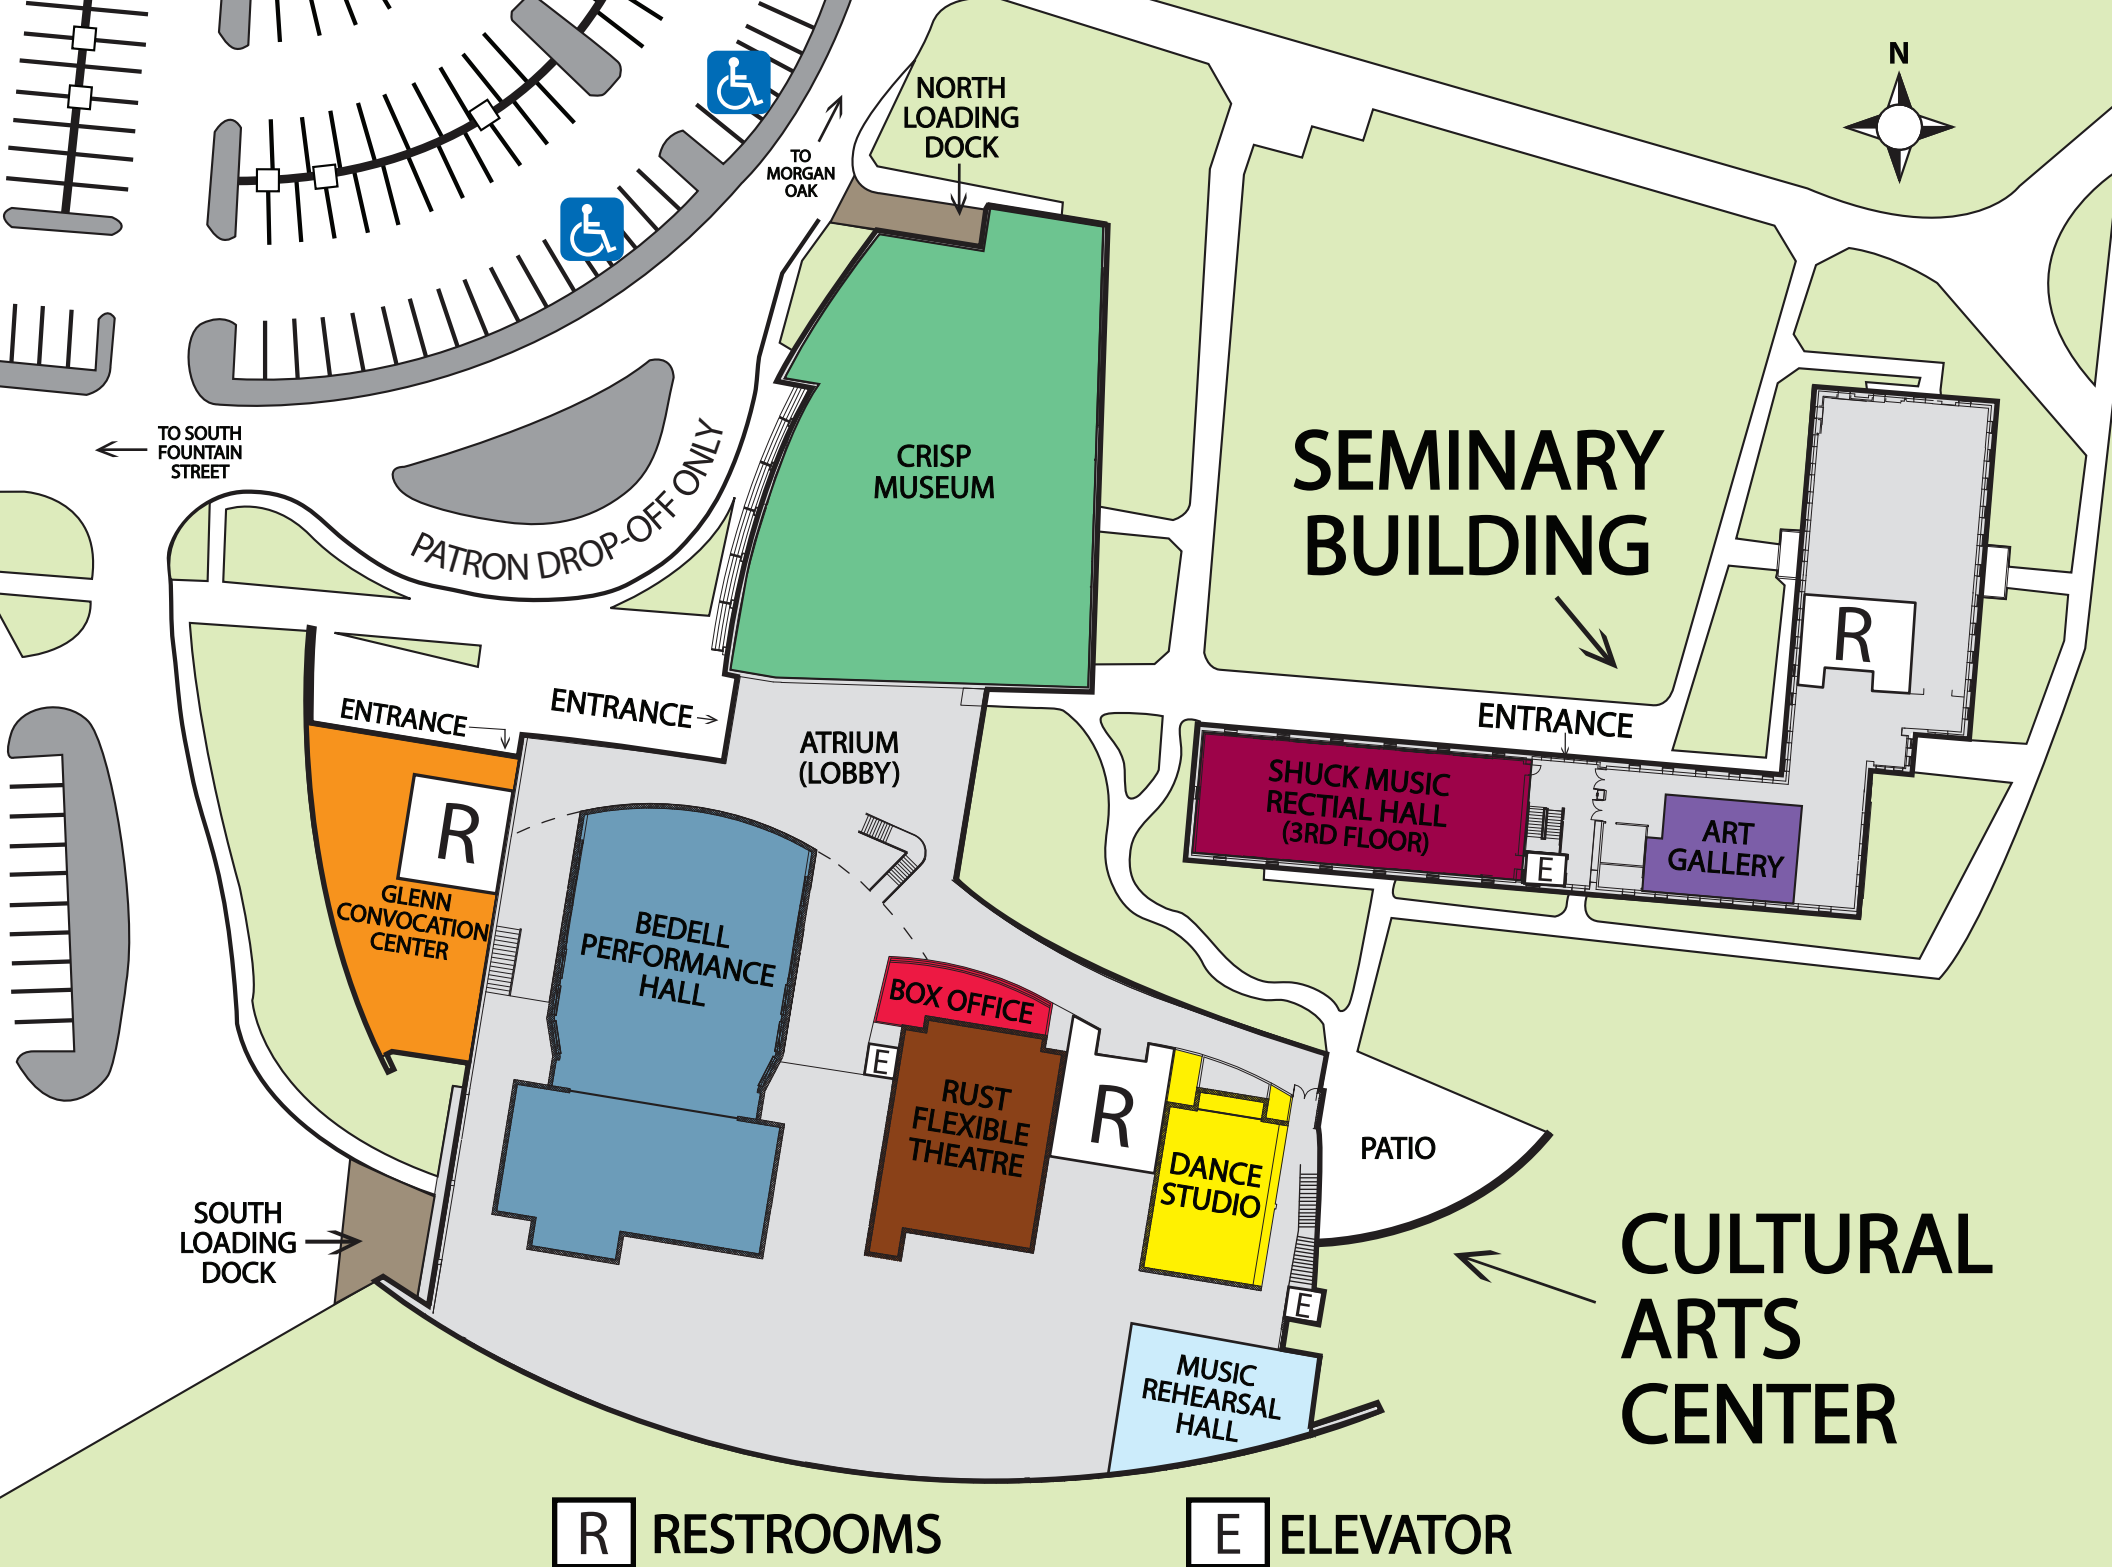 N
NORTH
LOADING
DOCK
TO
MORGAN
OAK
TO SOUTH
FOUNTAIN
STREET
PATRON DROP-OFF ONLY
CRISP
MUSEUM
SEMINARY
BUILDING
R
ENTRANCE
ENTRANCE
ENTRANCE
ATRIUM
(LOBBY)
SHUCK MUSIC
RECTIAL HALL
(3RD FLOOR)
E
ART
GALLERY
R
GLENN
CONVOCATION
CENTER
BEDELL
PERFORMANCE
HALL
BOX OFFICE
E
RUST
FLEXIBLE
THEATRE
R
DANCE
STUDIO
PATIO
SOUTH
LOADING
DOCK
E
CULTURAL
ARTS
CENTER
MUSIC
REHEARSAL
HALL
R RESTROOMS
E ELEVATOR